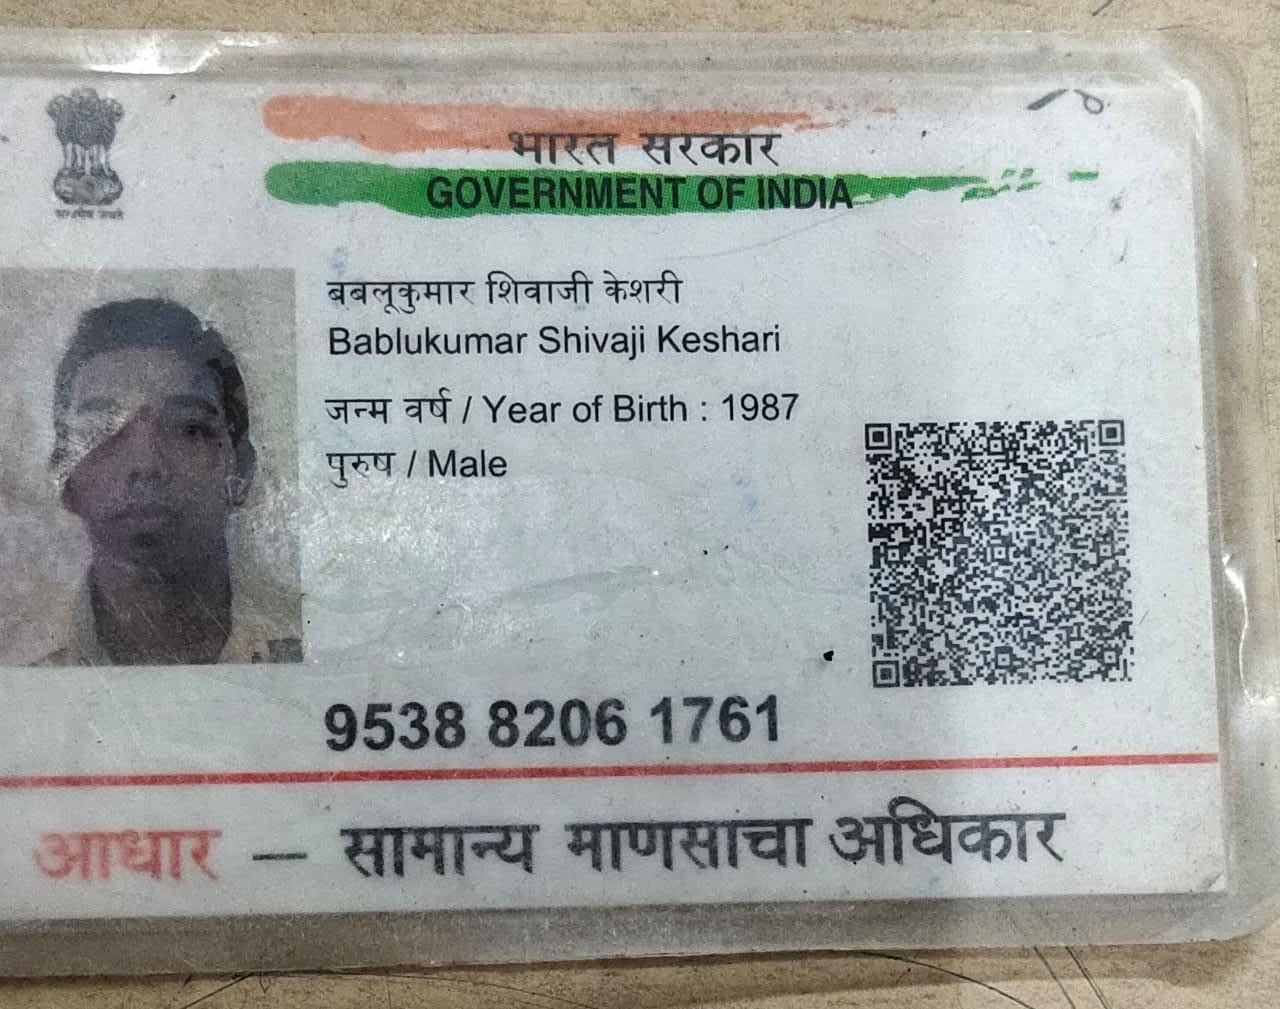 भारत सरकार
GOVERNMENT OF INDIA
सत्यमेव जयते
बबलूकुमार शिवाजी केशरी
Bablukumar Shivaji Keshari
जन्म वर्ष / Year of Birth : 1987
पुरुष / Male
9538 8206 1761
आधार — सामान्य माणसाचा अधिकार